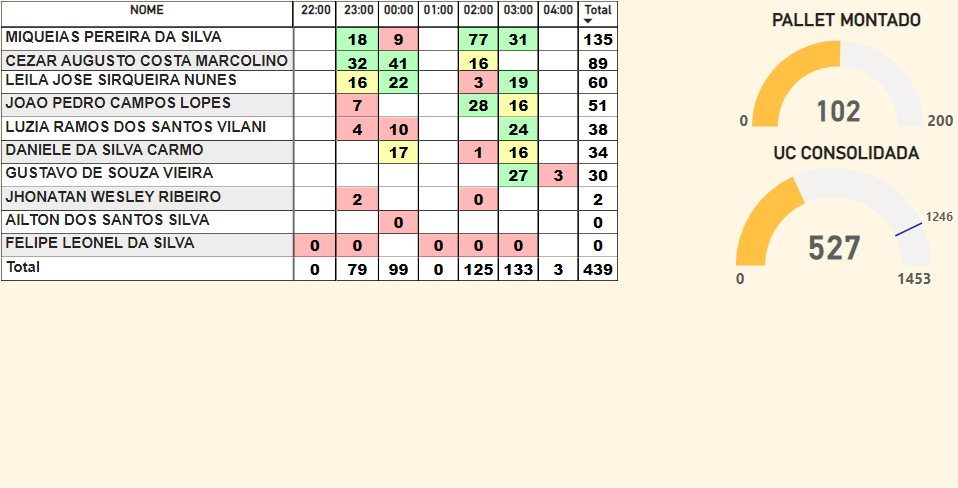 NOME 22:00 23:00 00:00 01:00 02:00 03:00 04:00 Total
MIQUEIAS PEREIRA DA SILVA 18 9 77 31 135
CEZAR AUGUSTO COSTA MARCOLINO 32 41 16 89
LEILA JOSE SIRQUEIRA NUNES 16 22 3 19 60
JOAO PEDRO CAMPOS LOPES 7 28 16 51
LUZIA RAMOS DOS SANTOS VILANI 4 10 24 38
DANIELE DA SILVA CARMO 17 1 16 34
GUSTAVO DE SOUZA VIEIRA 27 3 30
JHONATAN WESLEY RIBEIRO 2 0 2
AILTON DOS SANTOS SILVA 0 0
FELIPE LEONEL DA SILVA 0 0 0 0 0 0
Total 0 79 99 0 125 133 3 439
PALLET MONTADO
102
0 200
UC CONSOLIDADA
1246
527
0 1453